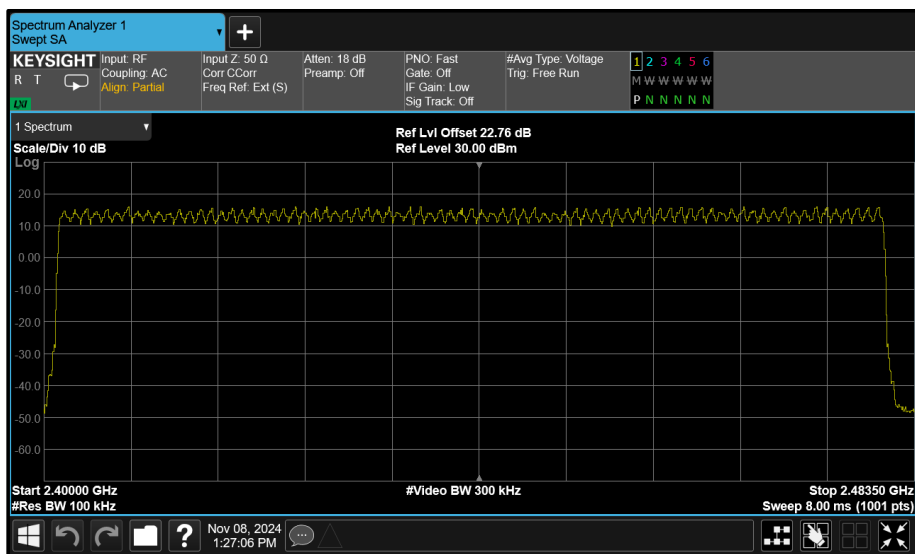 Spectrum Analyzer 1
Swept SA
+
KEYSIGHT
R T
LXI
Input: RF
Coupling: AC
Align: Partial
Input Z: 50 Ω
Corr CCorr
Freq Ref: Ext (S)
Atten: 18 dB
Preamp: Off
PNO: Fast
Gate: Off
IF Gain: Low
Sig Track: Off
#Avg Type: Voltage
Trig: Free Run
1 2 3 4 5 6
M W W W W W
P N N N N N
1 Spectrum
Scale/Div 10 dB
Ref Lvl Offset 22.76 dB
Ref Level 30.00 dBm
Log
20.0
10.0
0.00
-10.0
-20.0
-30.0
-40.0
-50.0
-60.0
Start 2.40000 GHz
#Video BW 300 kHz
Stop 2.48350 GHz
#Res BW 100 kHz
Sweep 8.00 ms (1001 pts)
?
Nov 08, 2024
1:27:06 PM